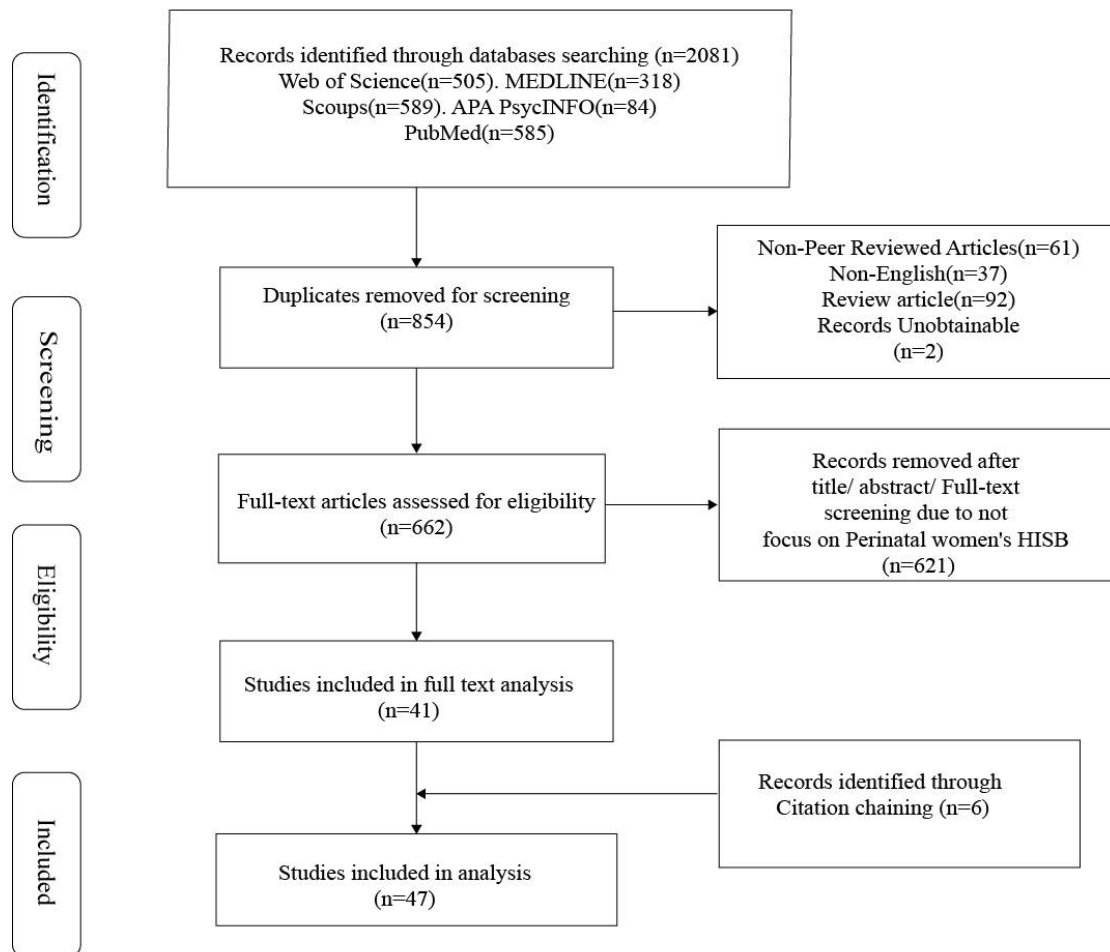 Identification
Records identified through databases searching (n=2081)
Web of Science(n=505). MEDLINE(n=318)
Scoups(n=589). APA PsycINFO(n=84)
PubMed(n=585)
Screening
Duplicates removed for screening
(n=854)
Non-Peer Reviewed Articles(n=61)
Non-English(n=37)
Review article(n=92)
Records Unobtainable
(n=2)
Eligibility
Full-text articles assessed for eligibility
(n=662)
Records removed after
title/ abstract/ Full-text
screening due to not
focus on Perinatal women's HISB
(n=621)
Studies included in full text analysis
(n=41)
Included
Records identified through
Citation chaining (n=6)
Studies included in analysis
(n=47)